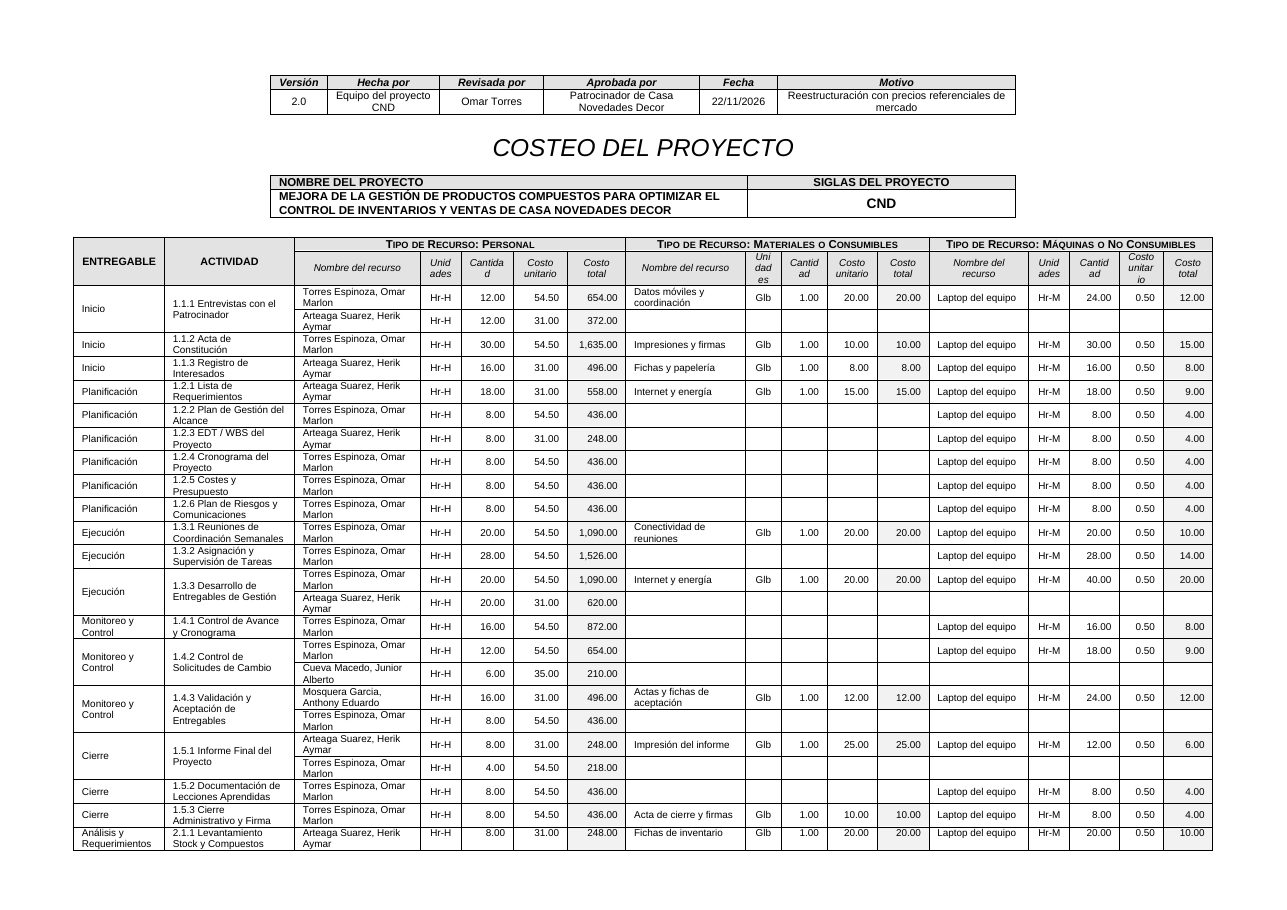 Versión Hecha por Revisada por Aprobada por Fecha Motivo
2.0 Equipo del proyecto CND Omar Torres Patrocinador de Casa Novedades Decor 22/11/2026 Reestructuración con precios referenciales de mercado
COSTEO DEL PROYECTO
NOMBRE DEL PROYECTO SIGLAS DEL PROYECTO
MEJORA DE LA GESTIÓN DE PRODUCTOS COMPUESTOS PARA OPTIMIZAR EL
CONTROL DE INVENTARIOS Y VENTAS DE CASA NOVEDADES DECOR CND
ENTREGABLE ACTIVIDAD TIPO DE RECURSO: PERSONAL TIPO DE RECURSO: MATERIALES O CONSUMIBLES TIPO DE RECURSO: MÁQUINAS O NO CONSUMIBLES
Nombre del recurso Unidades Cantidad Costo unitario Costo total Nombre del recurso Unidades Cantidad Costo unitario Costo total Nombre del recurso Unidades Cantidad Costo unitario Costo total
Inicio 1.1.1 Entrevistas con el Patrocinador Torres Espinoza, Omar Marlon Hr-H 12.00 54.50 654.00 Datos móviles y coordinación Glb 1.00 20.00 20.00 Laptop del equipo Hr-M 24.00 0.50 12.00
Arteaga Suarez, Herik Aymar Hr-H 12.00 31.00 372.00
Inicio 1.1.2 Acta de Constitución Torres Espinoza, Omar Marlon Hr-H 30.00 54.50 1,635.00 Impresiones y firmas Glb 1.00 10.00 10.00 Laptop del equipo Hr-M 30.00 0.50 15.00
Inicio 1.1.3 Registro de Interesados Arteaga Suarez, Herik Aymar Hr-H 16.00 31.00 496.00 Fichas y papelería Glb 1.00 8.00 8.00 Laptop del equipo Hr-M 16.00 0.50 8.00
Planificación 1.2.1 Lista de Requerimientos Arteaga Suarez, Herik Aymar Hr-H 18.00 31.00 558.00 Internet y energía Glb 1.00 15.00 15.00 Laptop del equipo Hr-M 18.00 0.50 9.00
Planificación 1.2.2 Plan de Gestión del Alcance Torres Espinoza, Omar Marlon Hr-H 8.00 54.50 436.00 Laptop del equipo Hr-M 8.00 0.50 4.00
Planificación 1.2.3 EDT / WBS del Proyecto Arteaga Suarez, Herik Aymar Hr-H 8.00 31.00 248.00 Laptop del equipo Hr-M 8.00 0.50 4.00
Planificación 1.2.4 Cronograma del Proyecto Torres Espinoza, Omar Marlon Hr-H 8.00 54.50 436.00 Laptop del equipo Hr-M 8.00 0.50 4.00
Planificación 1.2.5 Costes y Presupuesto Torres Espinoza, Omar Marlon Hr-H 8.00 54.50 436.00 Laptop del equipo Hr-M 8.00 0.50 4.00
Planificación 1.2.6 Plan de Riesgos y Comunicaciones Torres Espinoza, Omar Marlon Hr-H 8.00 54.50 436.00 Laptop del equipo Hr-M 8.00 0.50 4.00
Ejecución 1.3.1 Reuniones de Coordinación Semanales Torres Espinoza, Omar Marlon Hr-H 20.00 54.50 1,090.00 Conectividad de reuniones Glb 1.00 20.00 20.00 Laptop del equipo Hr-M 20.00 0.50 10.00
Ejecución 1.3.2 Asignación y Supervisión de Tareas Torres Espinoza, Omar Marlon Hr-H 28.00 54.50 1,526.00 Laptop del equipo Hr-M 28.00 0.50 14.00
Ejecución 1.3.3 Desarrollo de Entregables de Gestión Torres Espinoza, Omar Marlon Hr-H 20.00 54.50 1,090.00 Internet y energía Glb 1.00 20.00 20.00 Laptop del equipo Hr-M 40.00 0.50 20.00
Arteaga Suarez, Herik Aymar Hr-H 20.00 31.00 620.00
Monitoreo y Control 1.4.1 Control de Avance y Cronograma Torres Espinoza, Omar Marlon Hr-H 16.00 54.50 872.00 Laptop del equipo Hr-M 16.00 0.50 8.00
Monitoreo y Control 1.4.2 Control de Solicitudes de Cambio Torres Espinoza, Omar Marlon Hr-H 12.00 54.50 654.00 Laptop del equipo Hr-M 18.00 0.50 9.00
Cueva Macedo, Junior Alberto Hr-H 6.00 35.00 210.00
Monitoreo y Control 1.4.3 Validación y Aceptación de Entregables Mosquera Garcia, Anthony Eduardo Hr-H 16.00 31.00 496.00 Actas y fichas de aceptación Glb 1.00 12.00 12.00 Laptop del equipo Hr-M 24.00 0.50 12.00
Torres Espinoza, Omar Marlon Hr-H 8.00 54.50 436.00
Cierre 1.5.1 Informe Final del Proyecto Arteaga Suarez, Herik Aymar Hr-H 8.00 31.00 248.00 Impresión del informe Glb 1.00 25.00 25.00 Laptop del equipo Hr-M 12.00 0.50 6.00
Torres Espinoza, Omar Marlon Hr-H 4.00 54.50 218.00
Cierre 1.5.2 Documentación de Lecciones Aprendidas Torres Espinoza, Omar Marlon Hr-H 8.00 54.50 436.00 Laptop del equipo Hr-M 8.00 0.50 4.00
Cierre 1.5.3 Cierre Administrativo y Firma Torres Espinoza, Omar Marlon Hr-H 8.00 54.50 436.00 Acta de cierre y firmas Glb 1.00 10.00 10.00 Laptop del equipo Hr-M 8.00 0.50 4.00
Análisis y Requerimientos 2.1.1 Levantamiento Stock y Compuestos Arteaga Suarez, Herik Aymar Hr-H 8.00 31.00 248.00 Fichas de inventario Glb 1.00 20.00 20.00 Laptop del equipo Hr-M 20.00 0.50 10.00